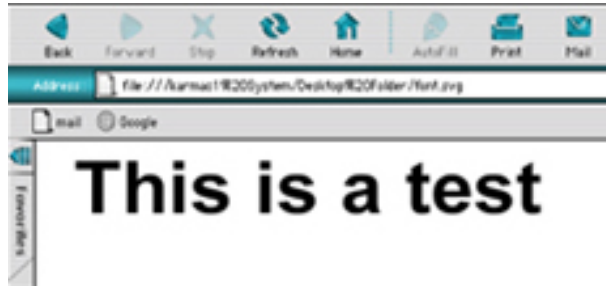 Back Forward Stop Refresh Home AutoFill Print Mail
Address file:///karmas1%20System/Desktop%20Folder/font.svg
mail Google
Favorites
This is a test